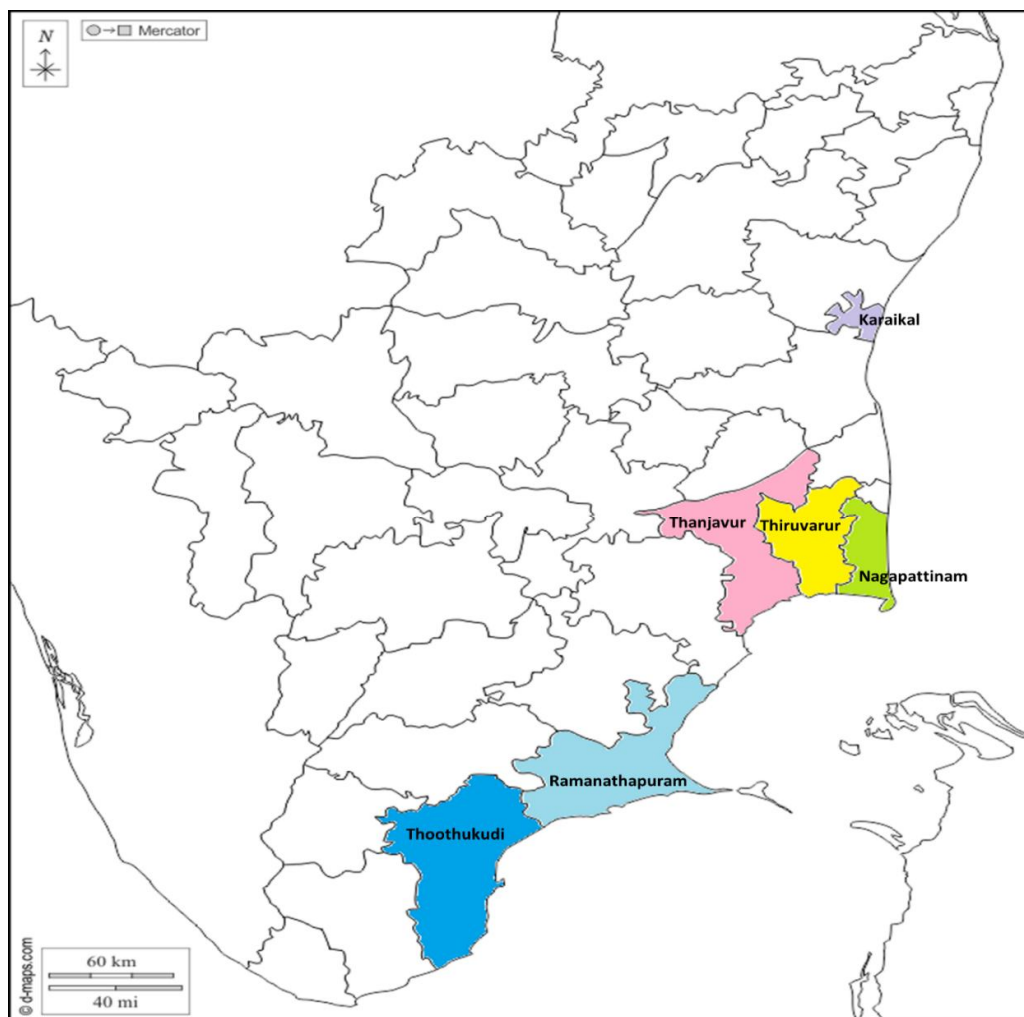 N
Mercator
Karaikal
Thanjavur
Thiruvarur
Nagapattinam
Ramanathapuram
Thoothukudi
60 km
40 mi
© d-maps.com